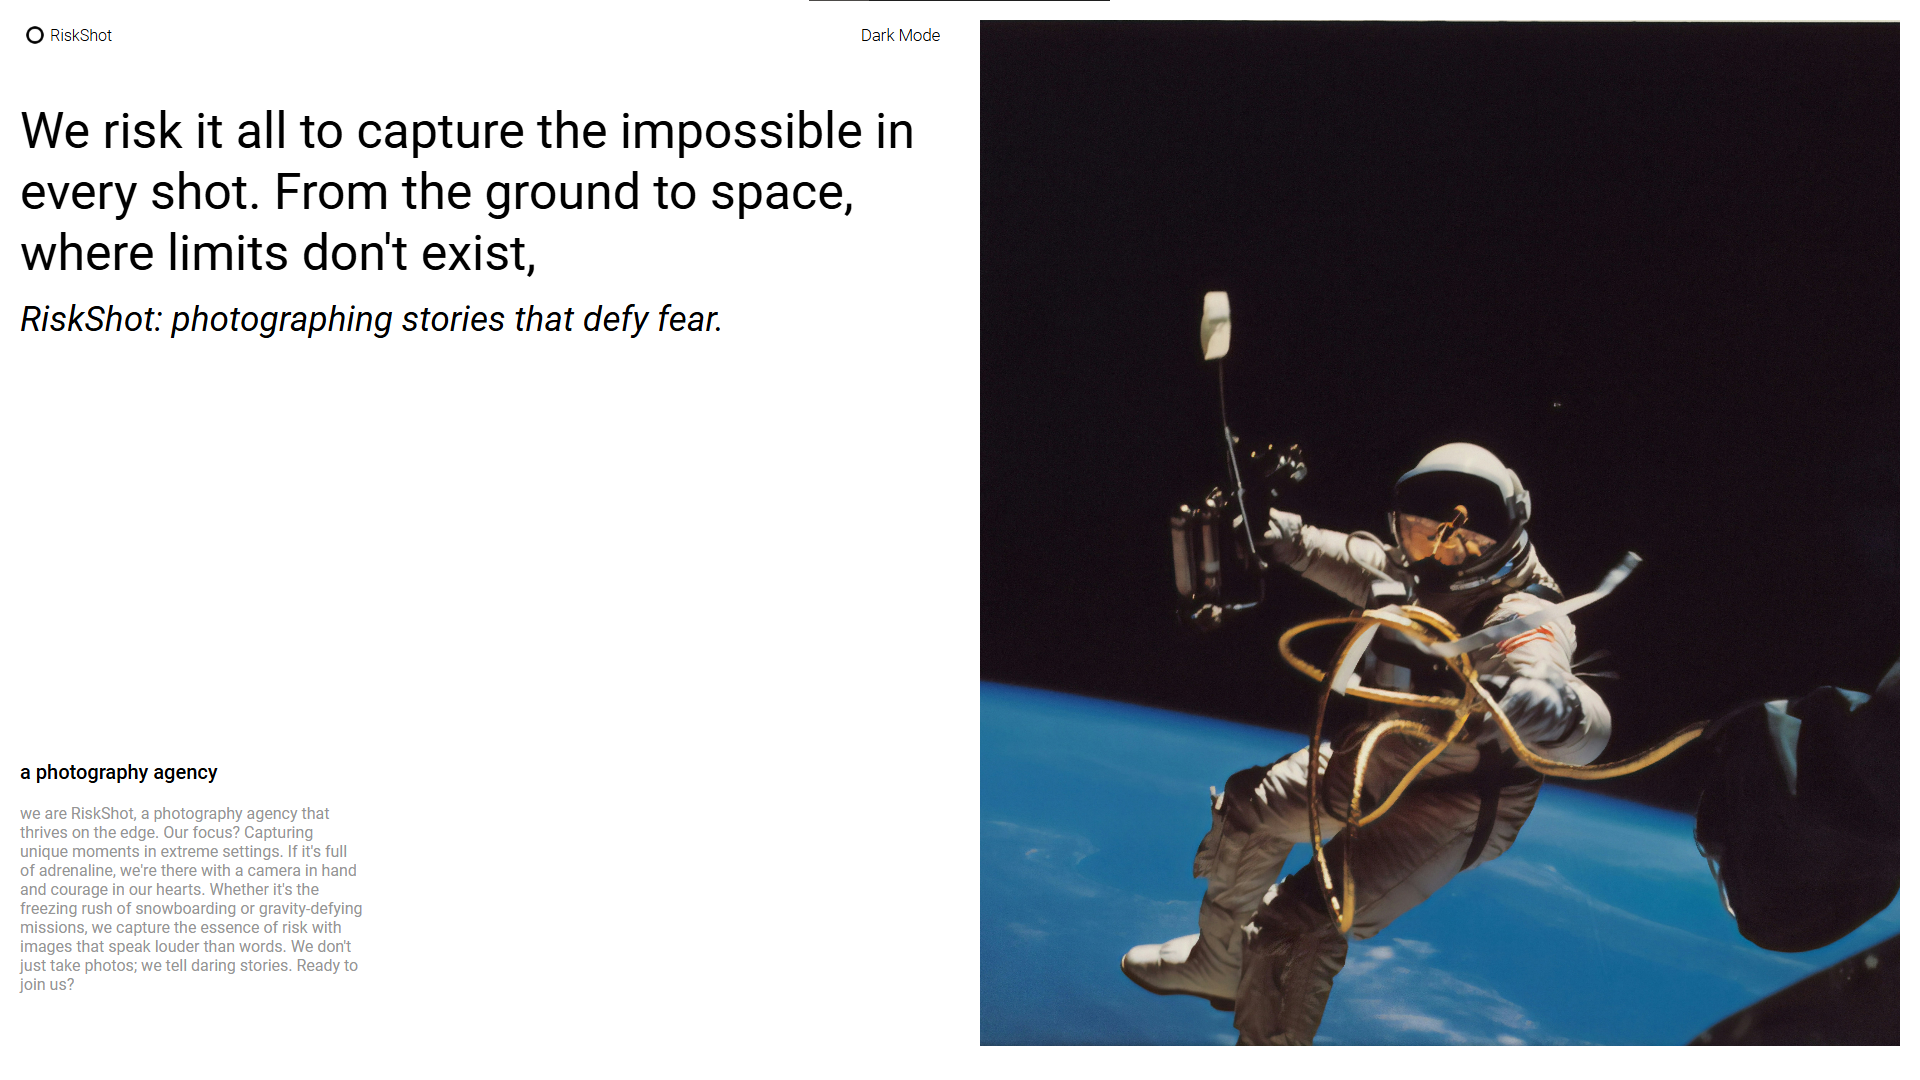 RiskShot
Dark Mode
We risk it all to capture the impossible in
every shot. From the ground to space,
where limits don't exist,
RiskShot: photographing stories that defy fear.
a photography agency
we are RiskShot, a photography agency that
thrives on the edge. Our focus? Capturing
unique moments in extreme settings. If it's full
of adrenaline, we're there with a camera in hand
and courage in our hearts. Whether it's the
freezing rush of snowboarding or gravity-defying
missions, we capture the essence of risk with
images that speak louder than words. We don't
just take photos; we tell daring stories. Ready to
join us?